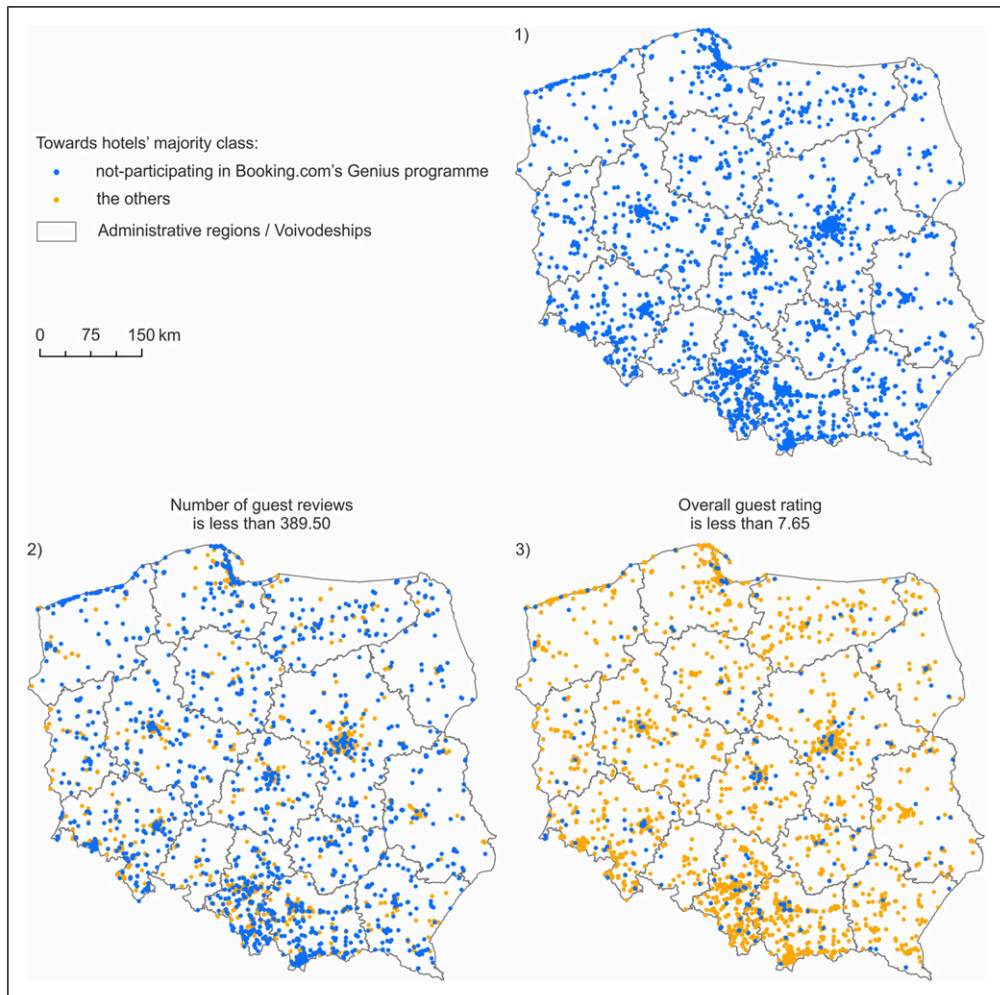 1)
Towards hotels' majority class:
not-participating in Booking.com's Genius programme
the others
Administrative regions / Voivodeships
0 75 150 km
Number of guest reviews
is less than 389.50
Overall guest rating
is less than 7.65
2)
3)